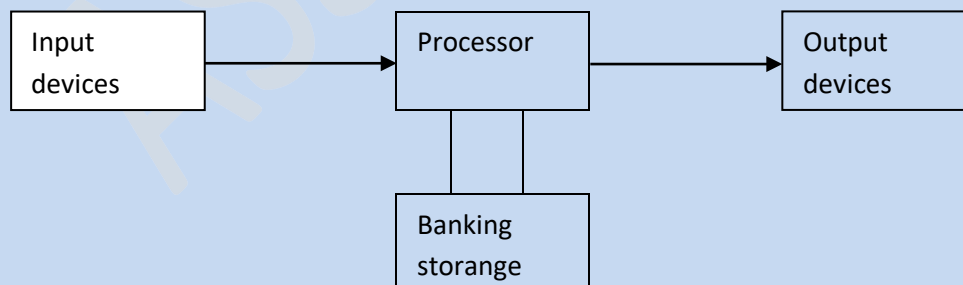 Input
devices
Processor
Output
devices
Banking
storange